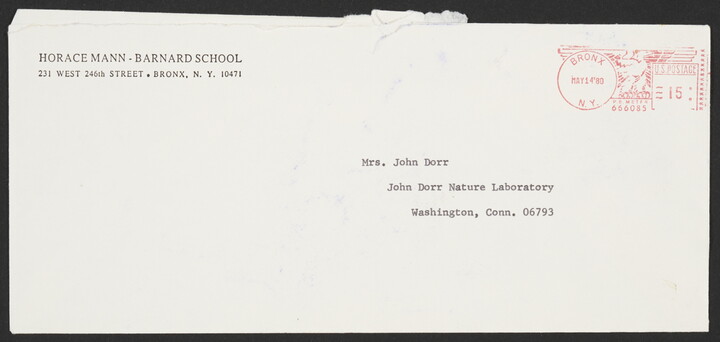 HORACE MANN - BARNARD SCHOOL
231 WEST 246th STREET • BRONX, N. Y. 10471
BRONX
MAY 14 '80
N.Y.
U.S. POSTAGE
15
P.B. METER
666085
Mrs. John Dorr
John Dorr Nature Laboratory
Washington, Conn. 06793